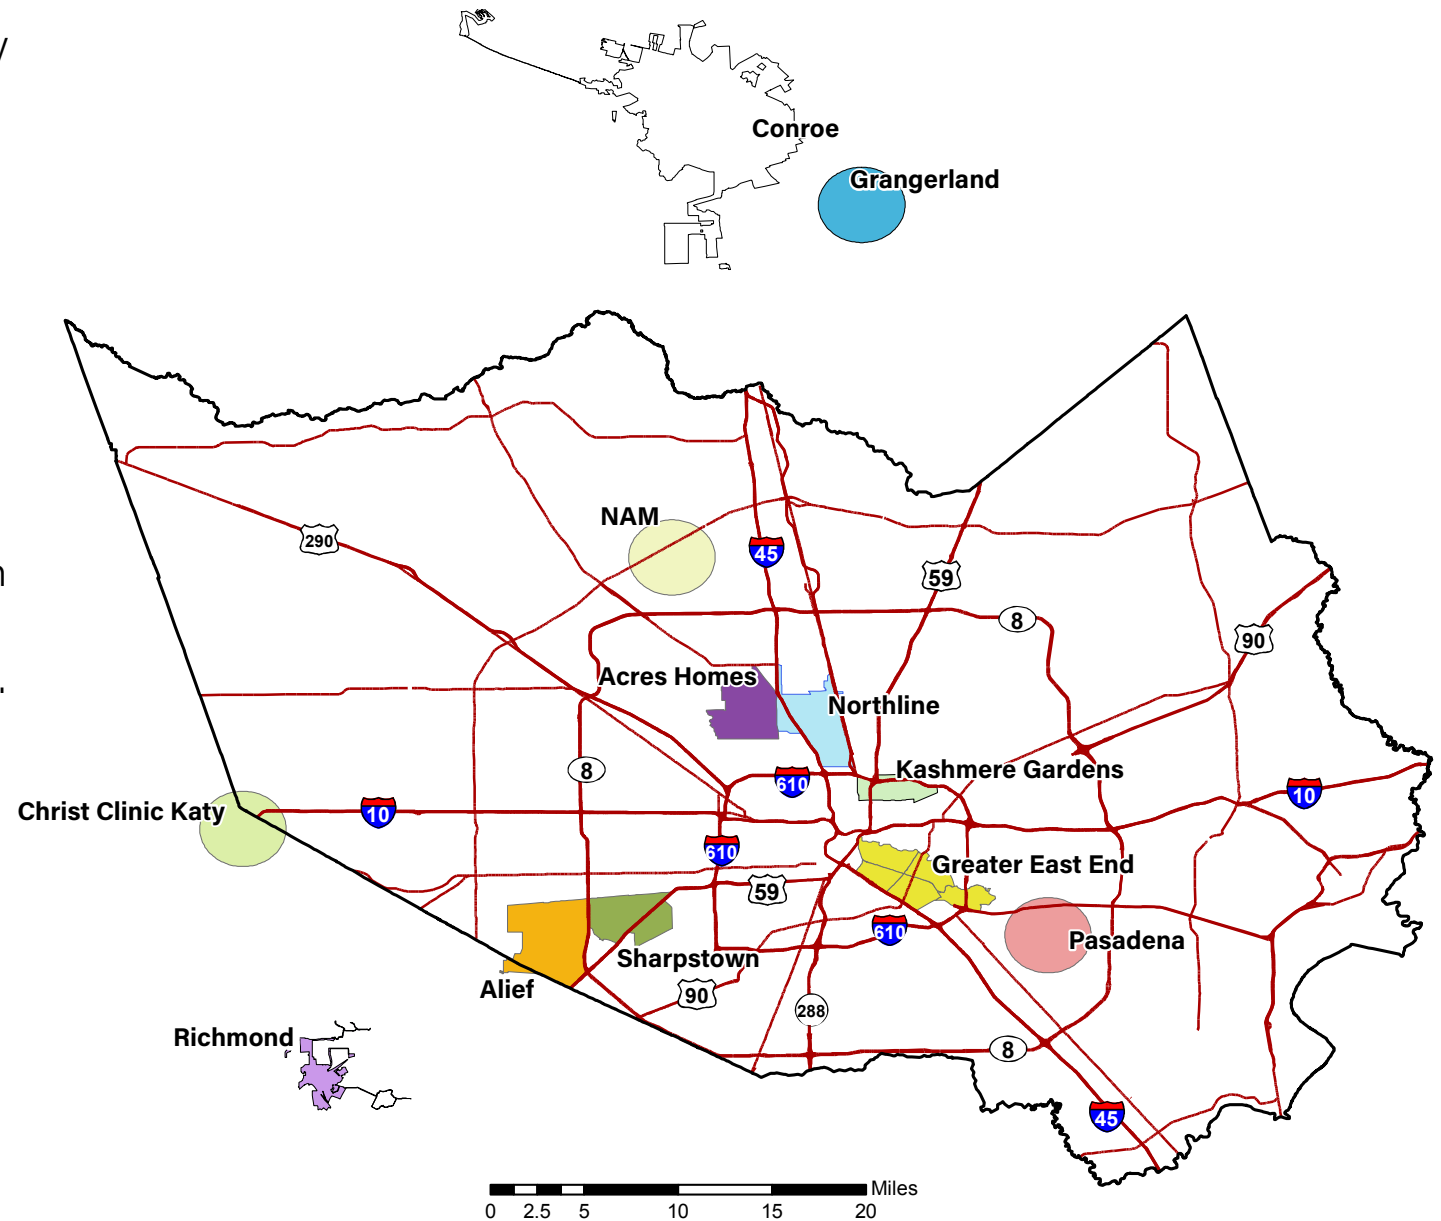 y
Conroe
Grangerland
NAM
290
45
59
8
90
Acres Homes
Northline
8
610
Kashmere Gardens
10
Christ Clinic Katy
10
610
Greater East End
59
610
Pasadena
Sharpstown
Alief
90
288
Richmond
8
45
Miles
0 2.5 5 10 15 20